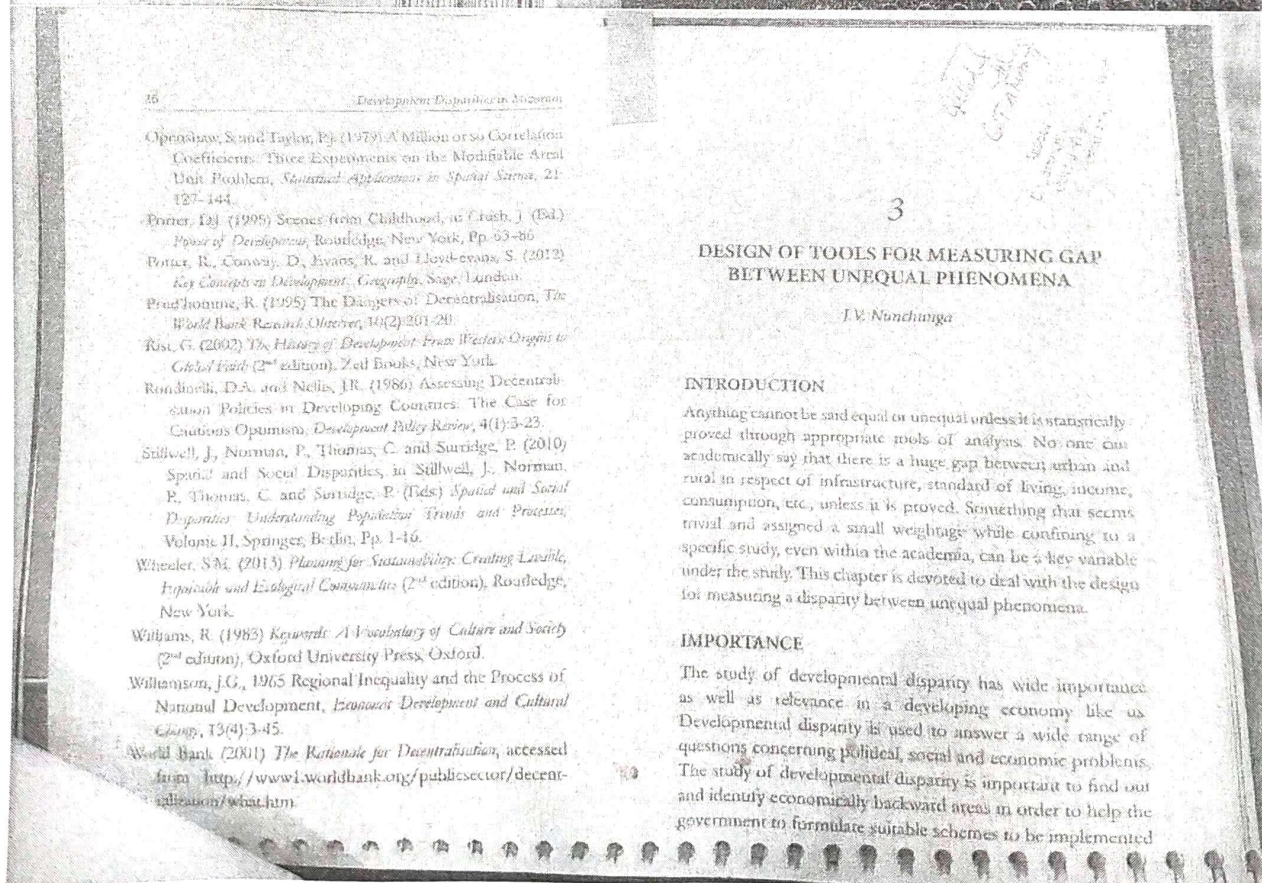 26 Development Disparities in Mizoram
Openshaw, S. and Taylor, P.J. (1979) A Million or so Correlation
Coefficients: Three Experiments on the Modifiable Areal
Unit Problem, Statistical Applications in Spatial Science, 21:
127-144.
Porter, D.J. (1995) Scenes from Childhood, in Crush, J. (Ed.)
Power of Development, Routledge, New York, Pp. 63-86
Potter, R., Conway, D., Evans, R. and Lloyd-evans, S. (2012)
Key Concepts in Development Geography, Sage, London.
Prud'homme, R. (1995) The Dangers of Decentralisation, The
World Bank Research Observer, 10(2):201-20.
Rist, G. (2002) The History of Development: From Western Origins to
Global Faith (2nd edition), Zed Books, New York
Rondinelli, D.A. and Nellis, J.R. (1986) Assessing Decentrali-
sation Policies in Developing Countries: The Case for
Cautious Optimism, Development Policy Review, 4(1):3-23.
Stillwell, J., Norman, P., Thomas, C. and Surridge, P. (2010)
Spatial and Social Disparities, in Stillwell, J., Norman,
P., Thomas, C. and Surridge, P. (Eds.) Spatial and Social
Disparities: Understanding Population Trends and Processes,
Volume II, Springer, Berlin, Pp. 1-16.
Wheeler, S.M. (2013) Planning for Sustainability: Creating Livable,
Equitable and Ecological Communities (2nd edition), Routledge,
New York.
Williams, R. (1983) Keywords: A Vocabulary of Culture and Society
(2nd edition), Oxford University Press, Oxford.
Williamson, J.G., 1965 Regional Inequality and the Process of
National Development, Economic Development and Cultural
Change, 13(4):3-45.
World Bank (2001) The Rationale for Decentralisation, accessed
from http://www1.worldbank.org/publicsector/decent-
ralization/what.htm
3
DESIGN OF TOOLS FOR MEASURING GAP
BETWEEN UNEQUAL PHENOMENA
J.V. Nunchunga
INTRODUCTION
Anything cannot be said equal or unequal unless it is statistically
proved through appropriate tools of analysis. No one can
academically say that there is a huge gap between urban and
rural in respect of infrastructure, standard of living, income,
consumption, etc., unless it is proved. Something that seems
trivial and assigned a small weightage while confining to a
specific study, even within the academia, can be a key variable
under the study. This chapter is devoted to deal with the design
for measuring a disparity between unequal phenomena.
IMPORTANCE
The study of developmental disparity has wide importance
as well as relevance in a developing economy like us.
Developmental disparity is used to answer a wide range of
questions concerning political, social and economic problems.
The study of developmental disparity is important to find out
and identify economically backward areas in order to help the
government to formulate suitable schemes to be implemented